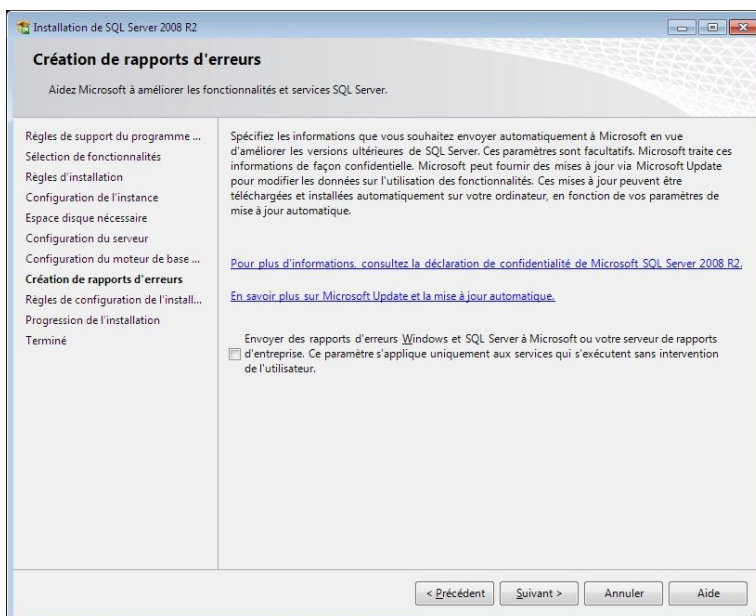 Installation de SQL Server 2008 R2
Création de rapports d'erreurs
Aidez Microsoft à améliorer les fonctionnalités et services SQL Server.
Règles de support du programme ...
Sélection de fonctionnalités
Règles d'installation
Configuration de l'instance
Espace disque nécessaire
Configuration du serveur
Configuration du moteur de base ...
Création de rapports d'erreurs
Règles de configuration de l'install...
Progression de l'installation
Terminé
Spécifiez les informations que vous souhaitez envoyer automatiquement à Microsoft en vue
d'améliorer les versions ultérieures de SQL Server. Ces paramètres sont facultatifs. Microsoft traite ces
informations de façon confidentielle. Microsoft peut fournir des mises à jour via Microsoft Update
pour modifier les données sur l'utilisation des fonctionnalités. Ces mises à jour peuvent être
téléchargées et installées automatiquement sur votre ordinateur, en fonction de vos paramètres de
mise à jour automatique.
Pour plus d'informations, consultez la déclaration de confidentialité de Microsoft SQL Server 2008 R2.
En savoir plus sur Microsoft Update et la mise à jour automatique.
Envoyer des rapports d'erreurs Windows et SQL Server à Microsoft ou votre serveur de rapports
d'entreprise. Ce paramètre s'applique uniquement aux services qui s'exécutent sans intervention
de l'utilisateur.
< Précédent
Suivant >
Annuler
Aide